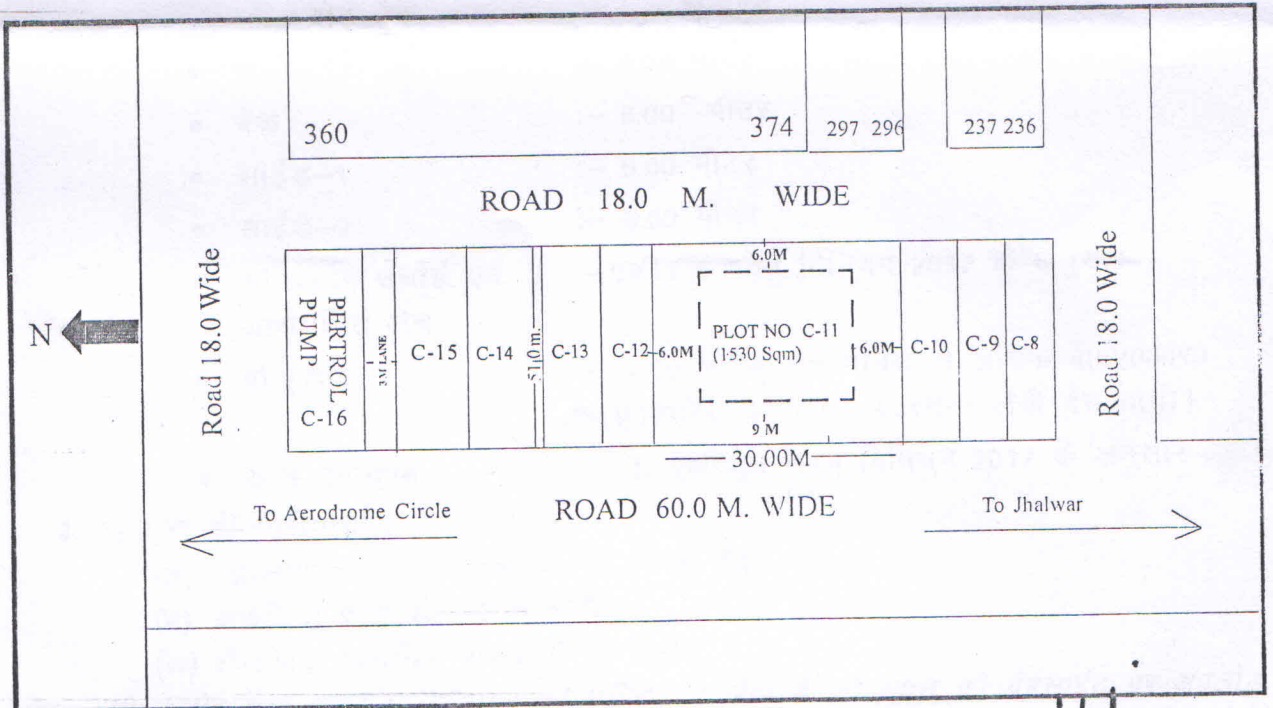 360
374
297 296
237 236
ROAD 18.0 M. WIDE
N
Road 18.0 Wide
PERTROL PUMP
C-16
3M LANE
C-15
C-14
51.0 m.
C-13
C-12
6.0M
6.0M
PLOT NO C-11
(1530 Sqm)
6.0M
9 M
C-10
C-9
C-8
Road 18.0 Wide
30.00M
To Aerodrome Circle
ROAD 60.0 M. WIDE
To Jhalwar